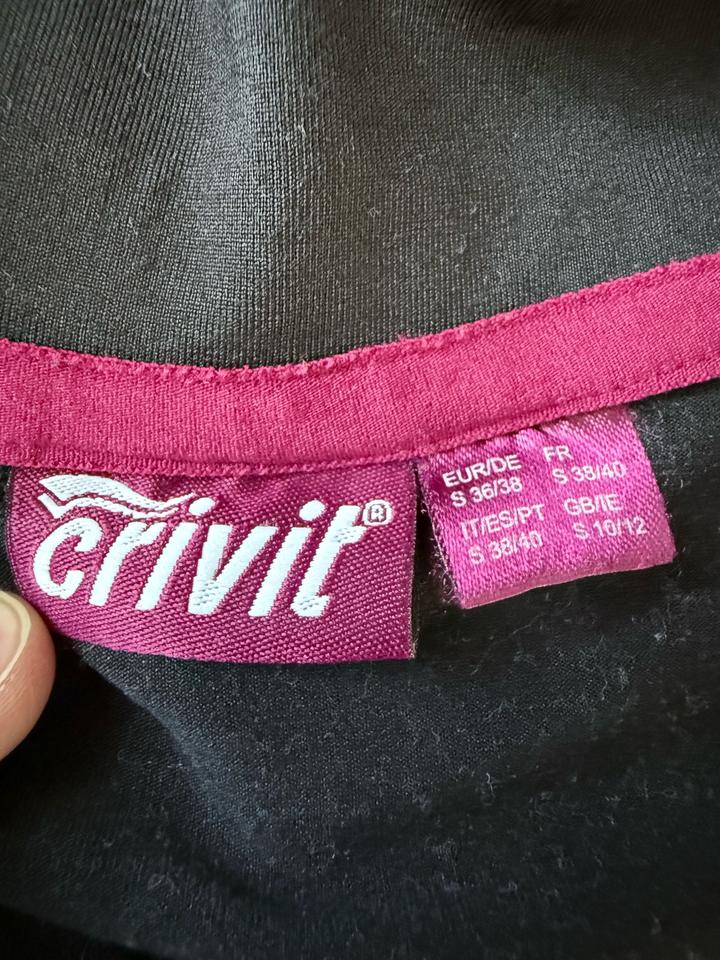 crivit®
EUR/DE FR
S 36/38 S 38/40
IT/ES/PT GB/IE
S 38/40 S 10/12